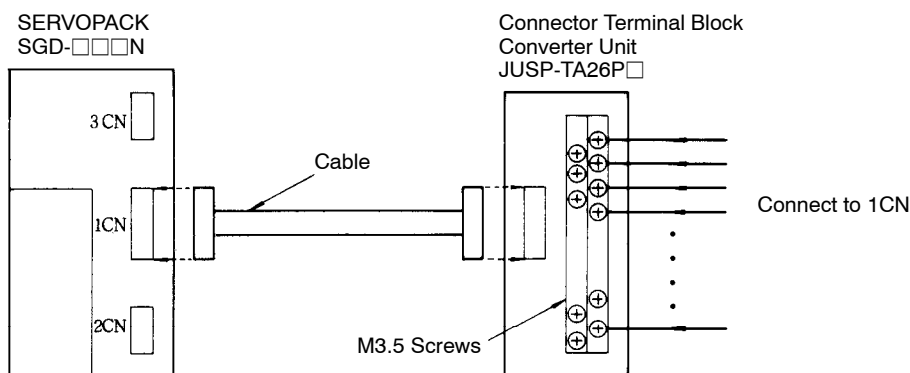 SERVOPACK
SGD-□□□N
Connector Terminal Block
Converter Unit
JUSP-TA26P□
3CN
Cable
1CN
Connect to 1CN
2CN
M3.5 Screws